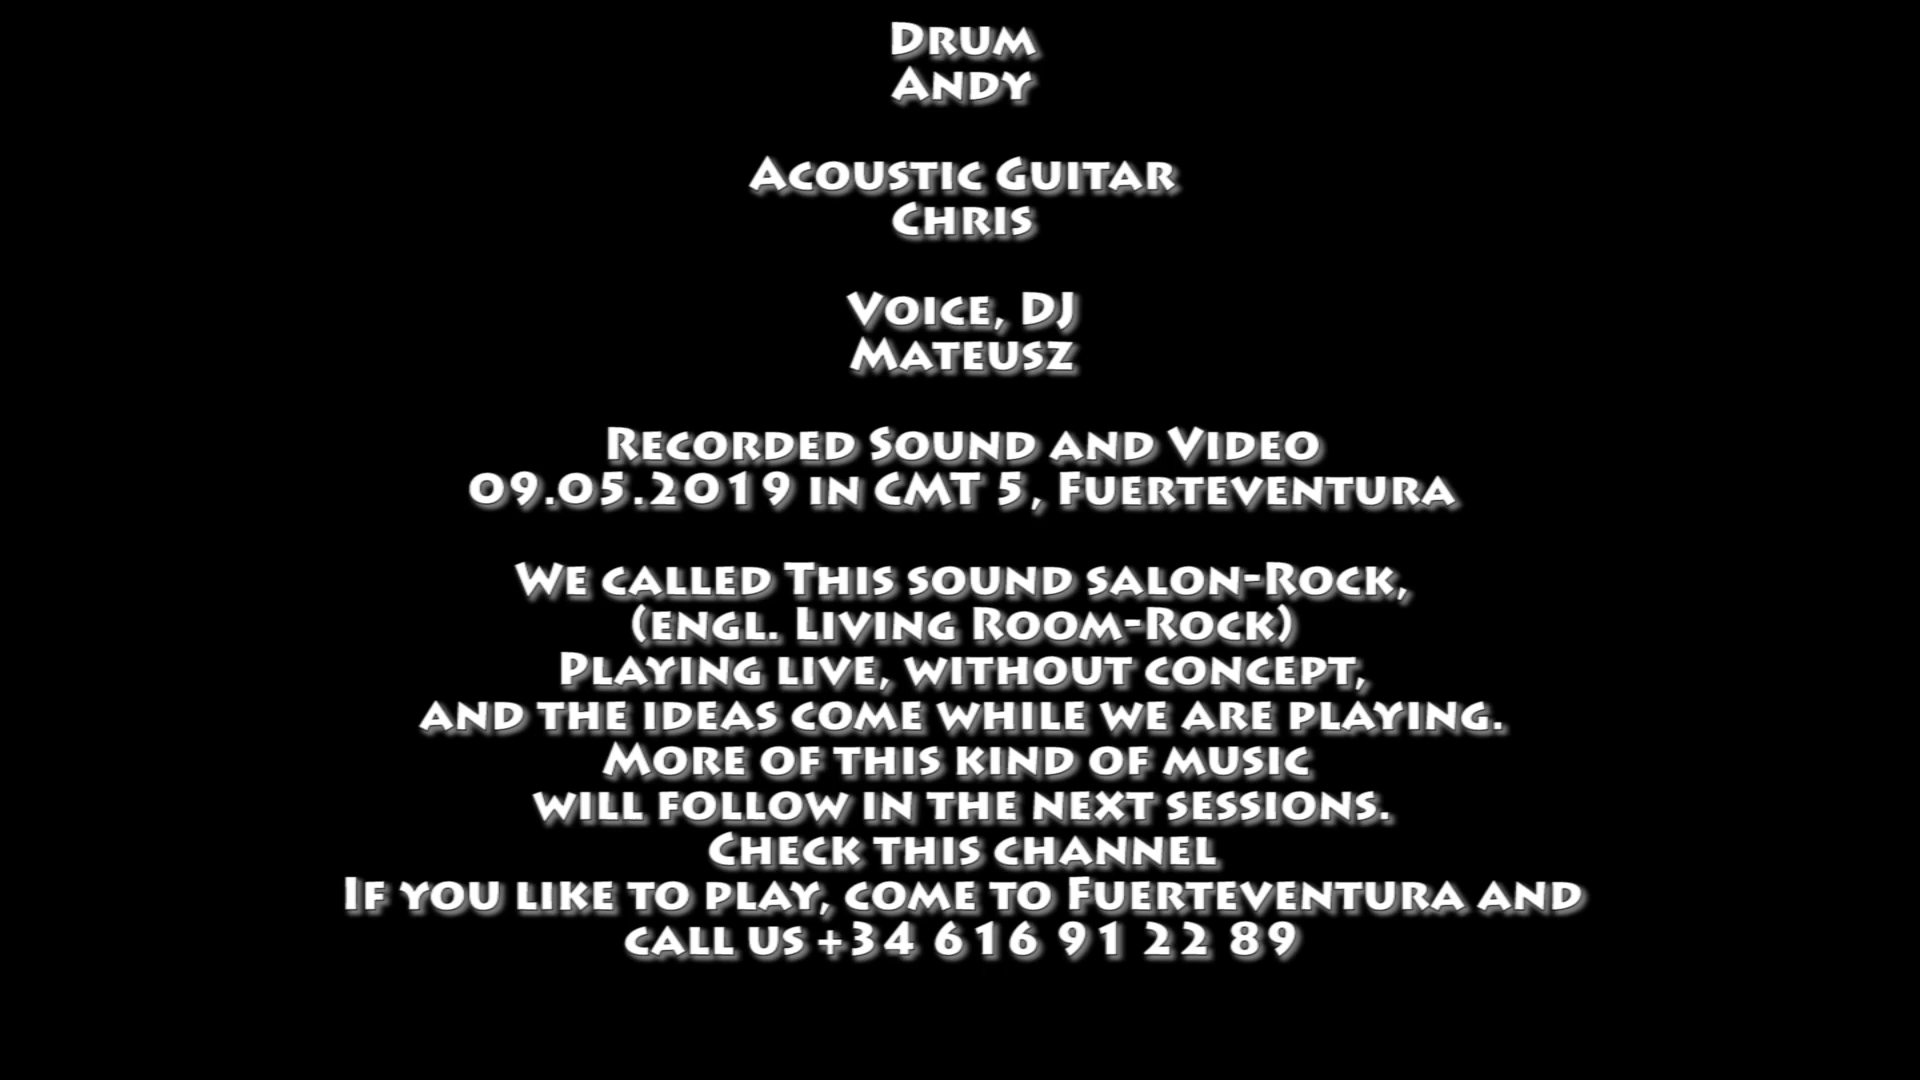 Drum
Andy
Acoustic Guitar
Chris
Voice, DJ
Mateusz
Recorded Sound and Video
09.05.2019 in CMT 5, Fuerteventura
We called This sound salon-Rock,
(engl. Living Room-Rock)
Playing live, without concept,
and the ideas come while we are playing.
More of this kind of music
will follow in the next sessions.
Check this channel
If you like to play, come to Fuerteventura and
call us +34 616 91 22 89